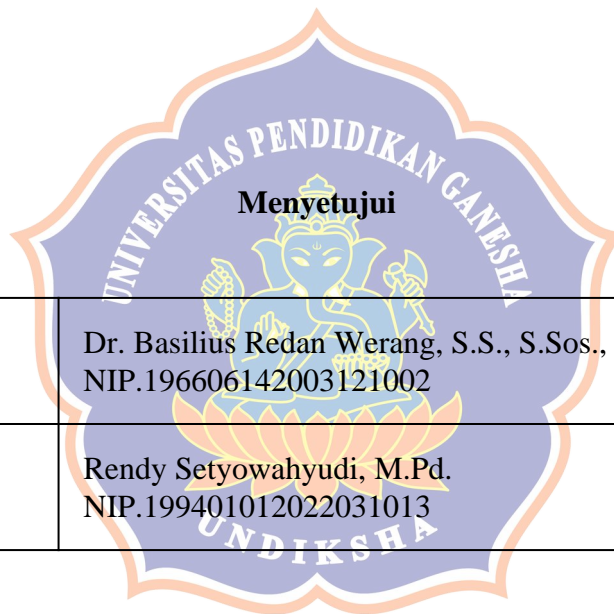 UNIVERSITAS PENDIDIKAN GANESHA
Menyetujui
Dr. Basilius Redan Werang, S.S., S.Sos.,
NIP.196606142003121002
Rendy Setyowahyudi, M.Pd.
NIP.199401012022031013
UNDIKSHA